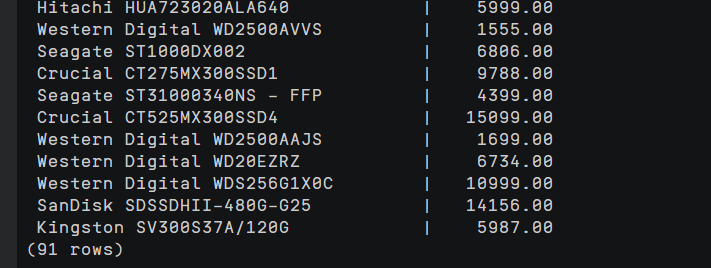 Hitachi HUA723020ALA640 | 5999.00
Western Digital WD2500AVVS | 1555.00
Seagate ST1000DX002 | 6806.00
Crucial CT275MX300SSD1 | 9788.00
Seagate ST31000340NS - FFP | 4399.00
Crucial CT525MX300SSD4 | 15099.00
Western Digital WD2500AAJS | 1699.00
Western Digital WD20EZRZ | 6734.00
Western Digital WDS256G1X0C | 10999.00
SanDisk SDSSDHII-480G-G25 | 14156.00
Kingston SV300S37A/120G | 5987.00
(91 rows)